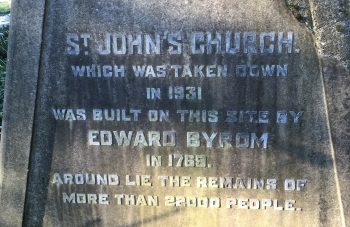 ST JOHN'S CHURCH.
WHICH WAS TAKEN DOWN
IN 1931
WAS BUILT ON THIS SITE BY
EDWARD BYROM
IN 1769.
AROUND LIE THE REMAINS OF
MORE THAN 22000 PEOPLE.